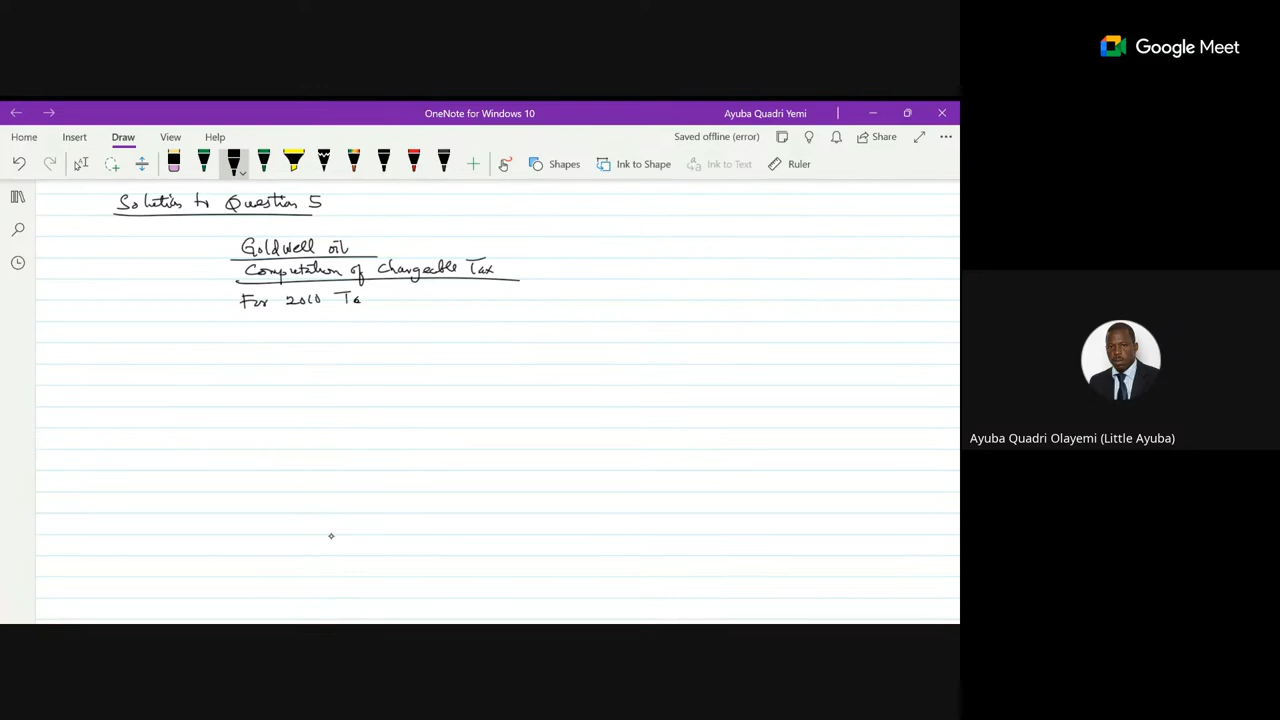 Google Meet
OneNote for Windows 10
Ayuba Quadri Yemi
Home Insert Draw View Help
Saved offline (error)
Share
Shapes
Ink to Shape
Ink to Text
Ruler
Solution to Question 5
Goldwell oil
Computation of Chargeable Tax
For 2010 Ta
Ayuba Quadri Olayemi (Little Ayuba)